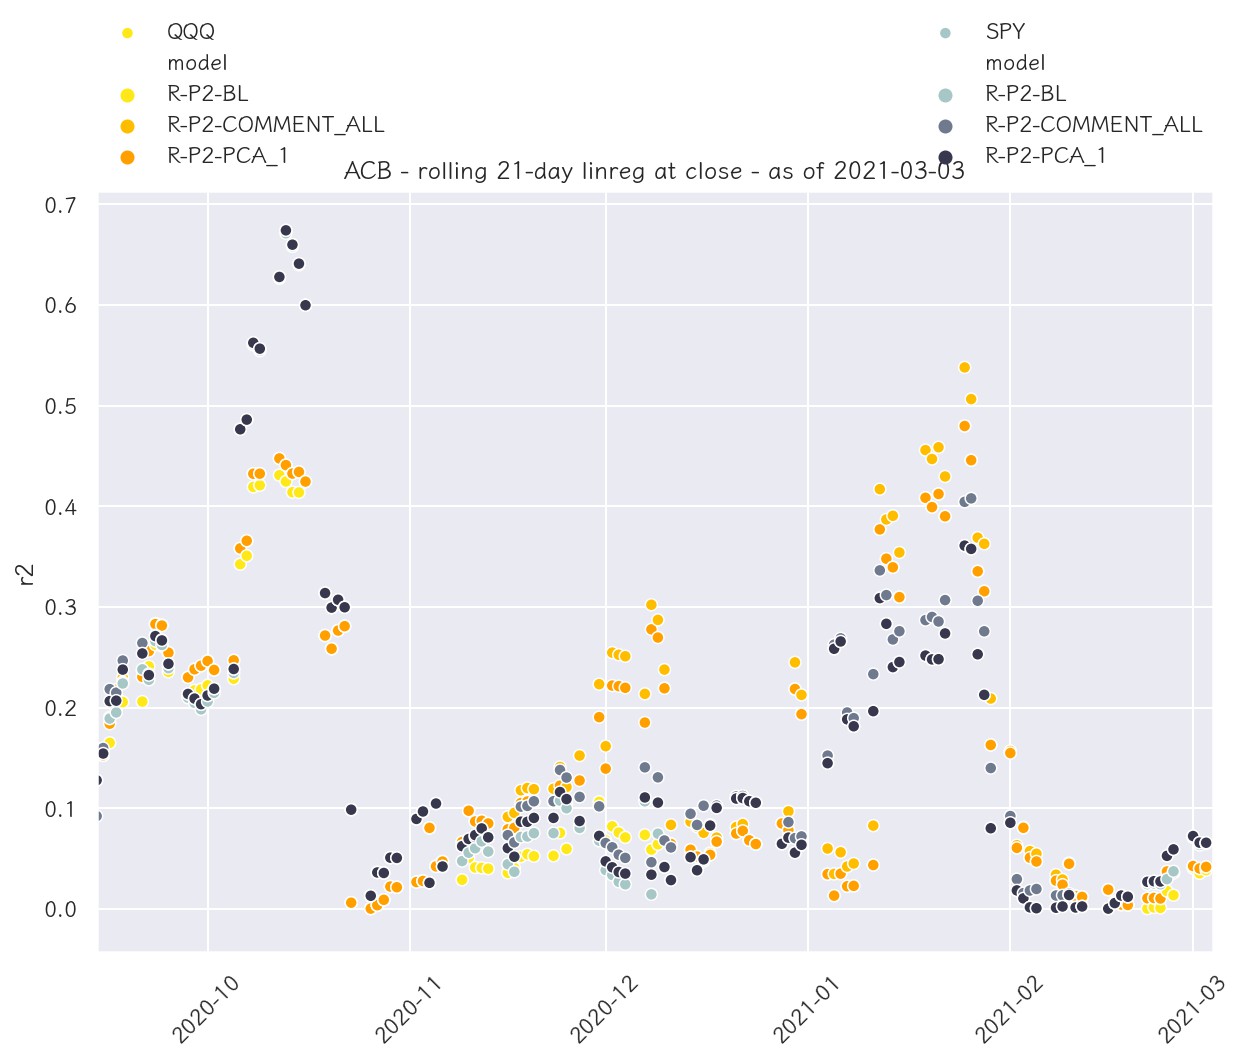 QQQ
model
R-P2-BL
R-P2-COMMENT_ALL
R-P2-PCA_1
SPY
model
R-P2-BL
R-P2-COMMENT_ALL
R-P2-PCA_1
ACB - rolling 21-day linreg at close - as of 2021-03-03
0.7
0.6
0.5
0.4
0.3
0.2
0.1
0.0
r2
2020-10
2020-11
2020-12
2021-01
2021-02
2021-03